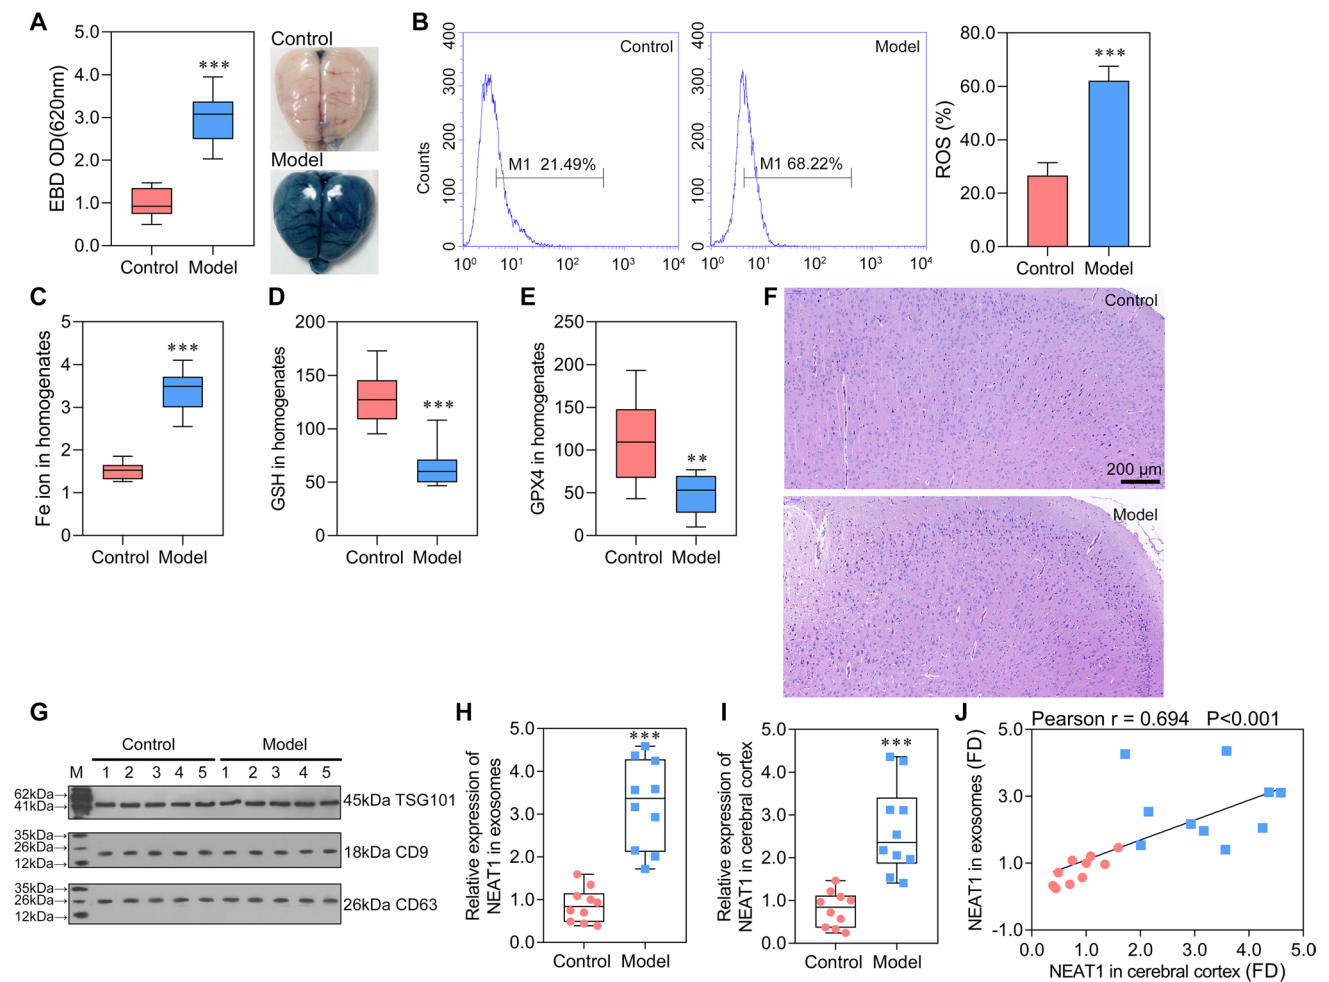 A
EBD OD(620nm)
5.0
4.0
3.0
2.0
1.0
0.0
***
Control Model
Control
Model
B
Counts
400
300
200
100
0
Control
M1 21.49%
10⁰ 10¹ 10² 10³ 10⁴
400
300
200
100
0
Model
M1 68.22%
10⁰ 10¹ 10² 10³ 10⁴
ROS (%)
80.0
60.0
40.0
20.0
0.0
***
Control Model
C
Fe ion in homogenates
5
4
3
2
1
0
***
Control Model
D
GSH in homogenates
200
150
100
50
0
***
Control Model
E
GPX4 in homogenates
250
200
150
100
50
0
**
Control Model
F
Control
200 μm
Model
G
Control Model
M 1 2 3 4 5 1 2 3 4 5
62kDa→
41kDa→
45kDa TSG101
35kDa→
26kDa→
12kDa→
18kDa CD9
35kDa→
26kDa→
12kDa→
26kDa CD63
H
Relative expression of
NEAT1 in exosomes
5.0
4.0
3.0
2.0
1.0
0.0
***
Control Model
I
Relative expression of
NEAT1 in cerebral cortex
5.0
4.0
3.0
2.0
1.0
0.0
***
Control Model
J
Pearson r = 0.694 P<0.001
NEAT1 in exosomes (FD)
5.0
3.0
1.0
-1.0
0.0 1.0 2.0 3.0 4.0 5.0
NEAT1 in cerebral cortex (FD)